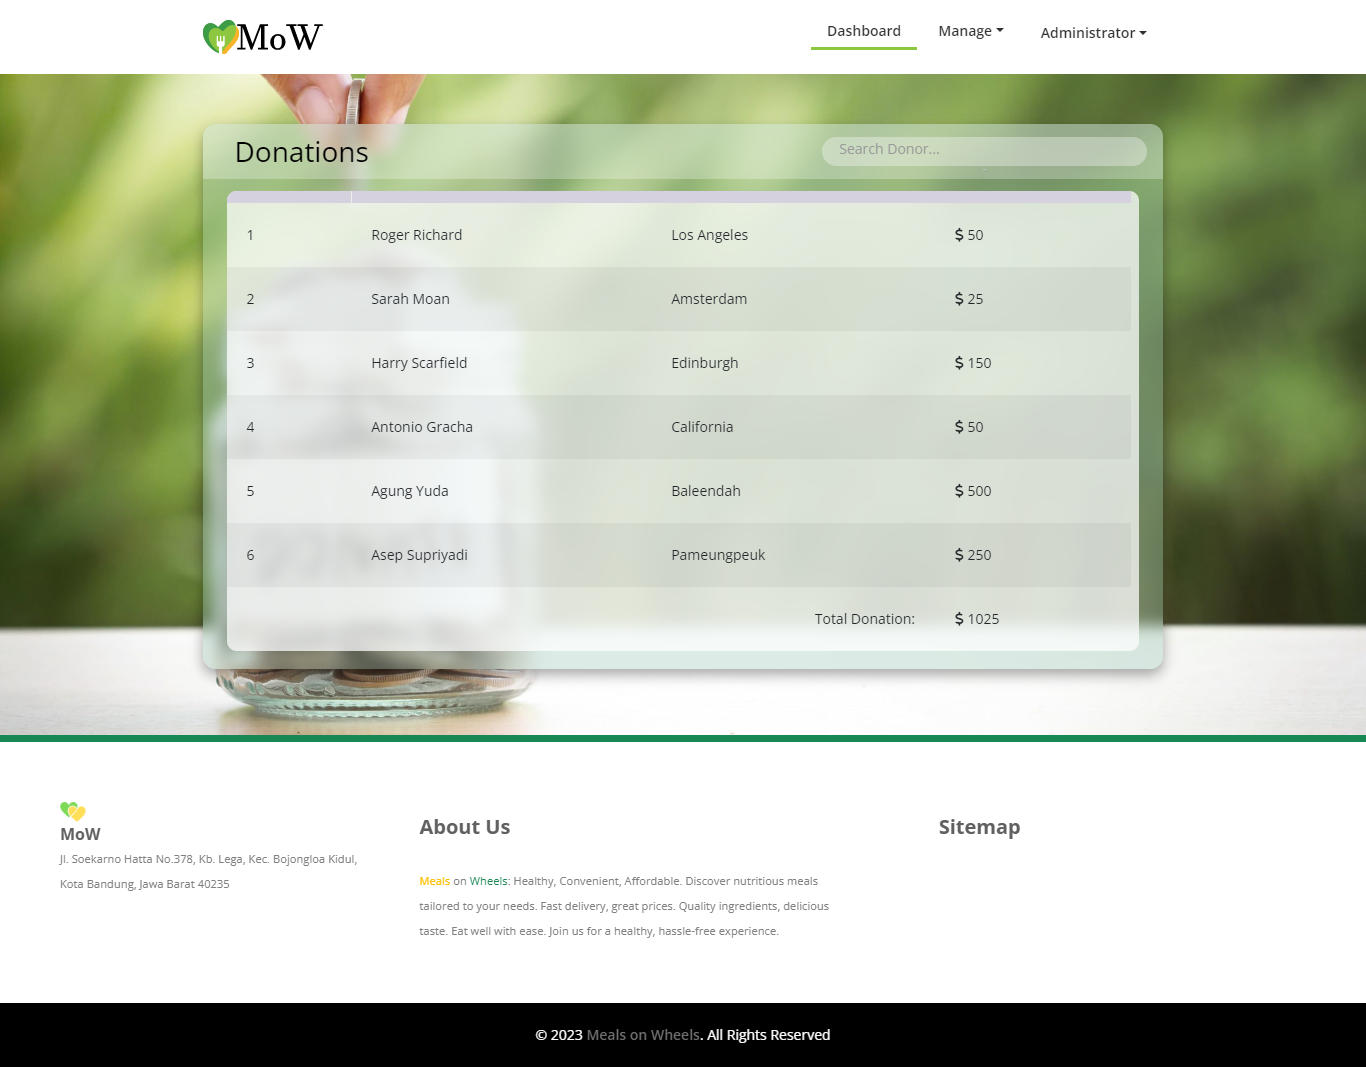 MoW
Dashboard
Manage
Administrator
Donations
Search Donor...
1 Roger Richard Los Angeles $ 50
2 Sarah Moan Amsterdam $ 25
3 Harry Scarfield Edinburgh $ 150
4 Antonio Gracha California $ 50
5 Agung Yuda Baleendah $ 500
6 Asep Supriyadi Pameungpeuk $ 250
Total Donation: $ 1025
MoW
Jl. Soekarno Hatta No.378, Kb. Lega, Kec. Bojongloa Kidul,
Kota Bandung, Jawa Barat 40235
About Us
Meals on Wheels: Healthy, Convenient, Affordable. Discover nutritious meals
tailored to your needs. Fast delivery, great prices. Quality ingredients, delicious
taste. Eat well with ease. Join us for a healthy, hassle-free experience.
Sitemap
© 2023 Meals on Wheels. All Rights Reserved